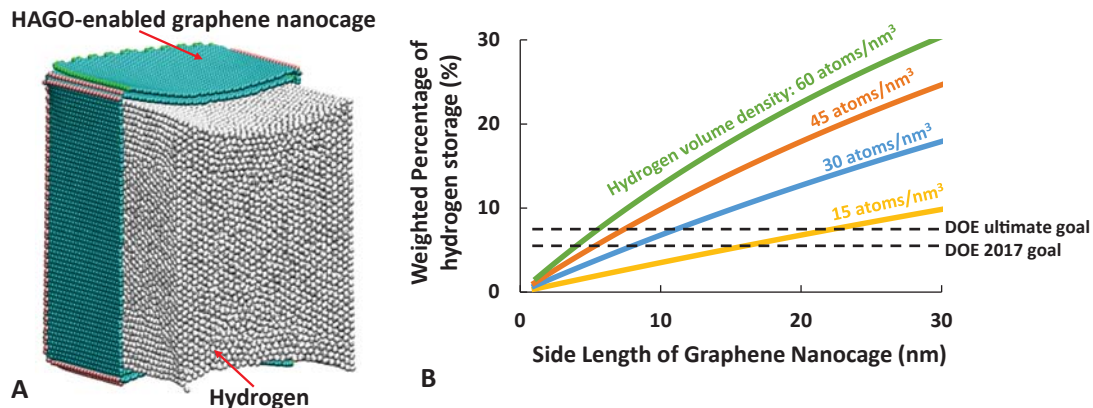 HAGO-enabled graphene nanocage
Hydrogen
A
B
Weighted Percentage of
hydrogen storage (%)
30
20
10
0
Hydrogen volume density: 60 atoms/nm³
45 atoms/nm³
30 atoms/nm³
15 atoms/nm³
DOE ultimate goal
DOE 2017 goal
0 10 20 30
Side Length of Graphene Nanocage (nm)